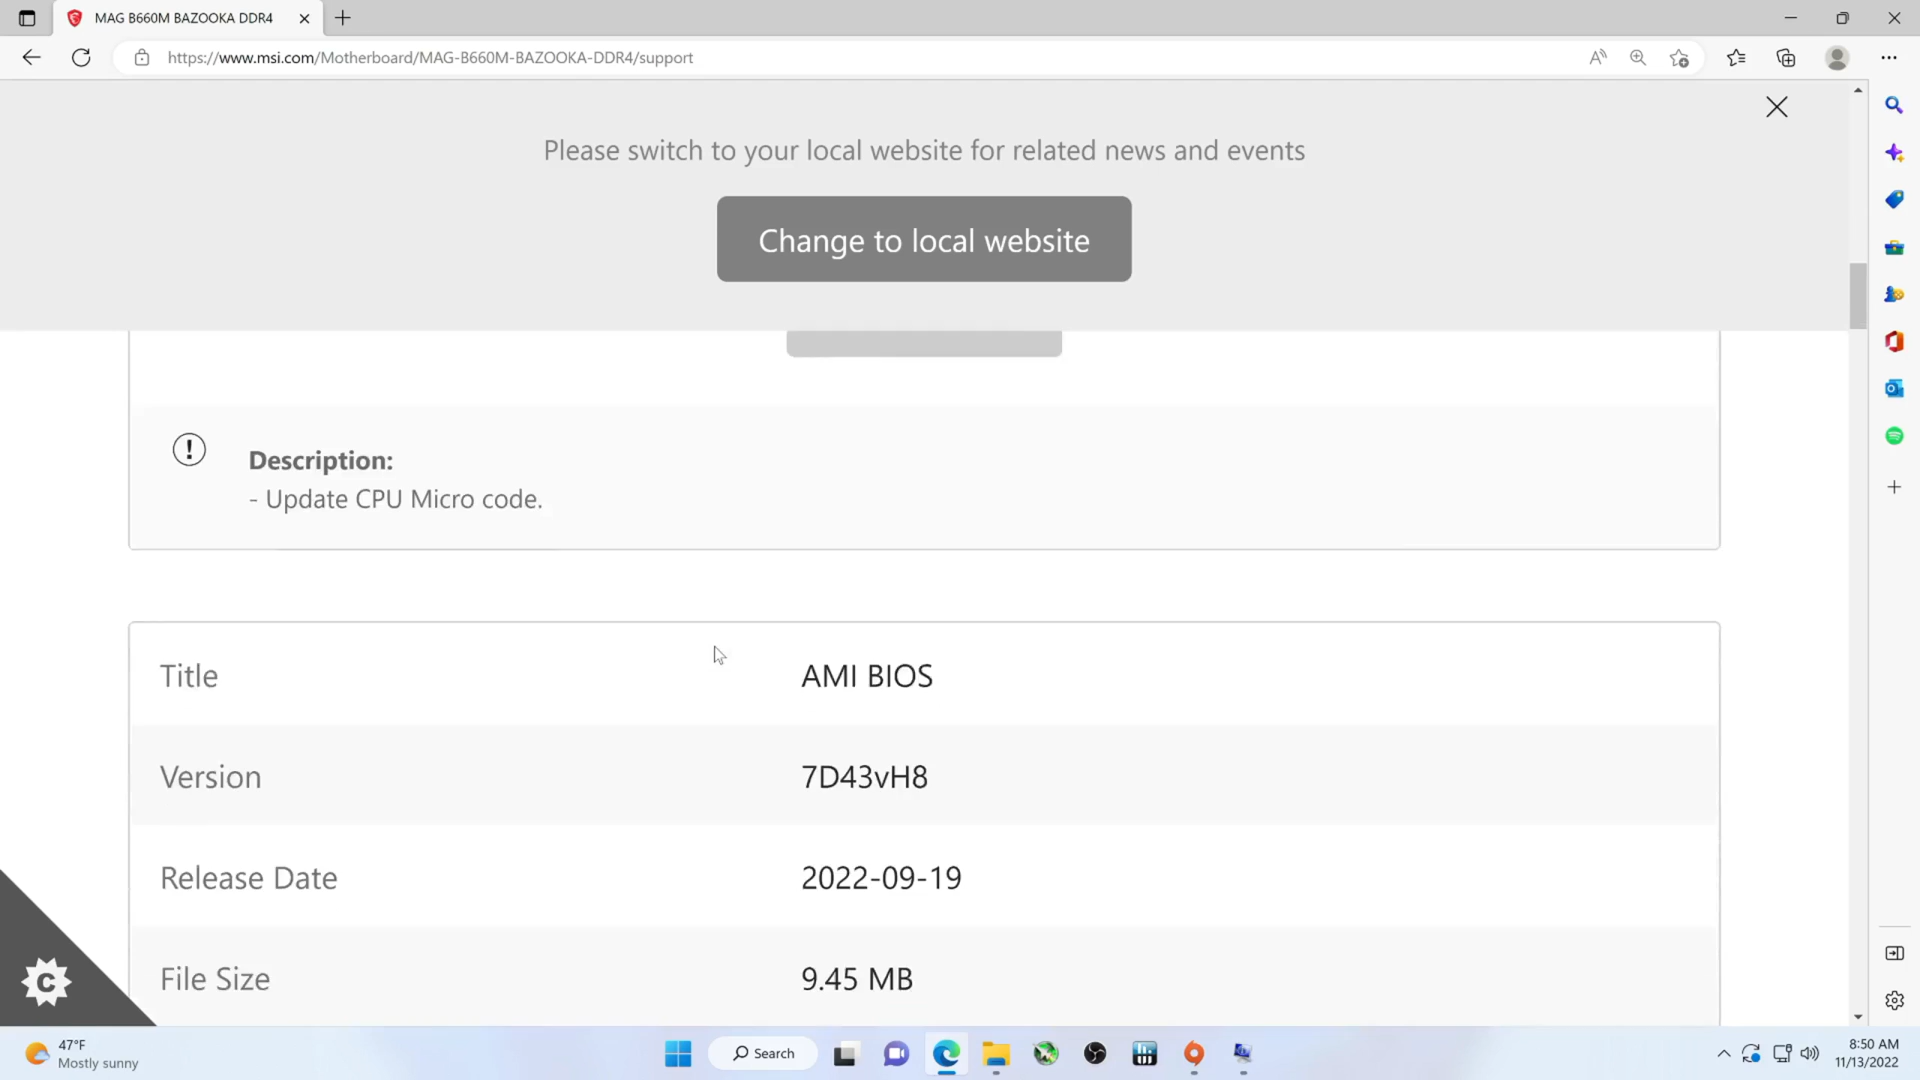 MAG B660M BAZOOKA DDR4
https://www.msi.com/Motherboard/MAG-B660M-BAZOOKA-DDR4/support
Please switch to your local website for related news and events
Change to local website
Description:
- Update CPU Micro code.
Title AMI BIOS
Version 7D43vH8
Release Date 2022-09-19
File Size 9.45 MB
C
47°F
Mostly sunny
Search
8:50 AM
11/13/2022